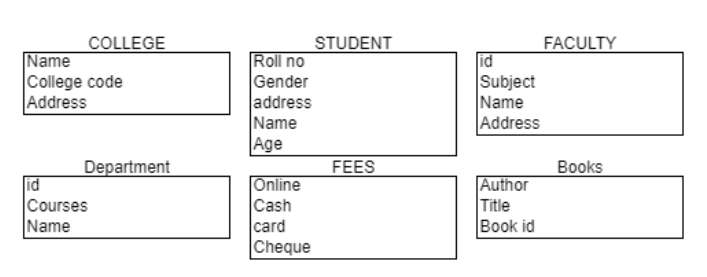 COLLEGE
Name
College code
Address
STUDENT
Roll no
Gender
address
Name
Age
FACULTY
id
Subject
Name
Address
Department
id
Courses
Name
FEES
Online
Cash
card
Cheque
Books
Author
Title
Book id